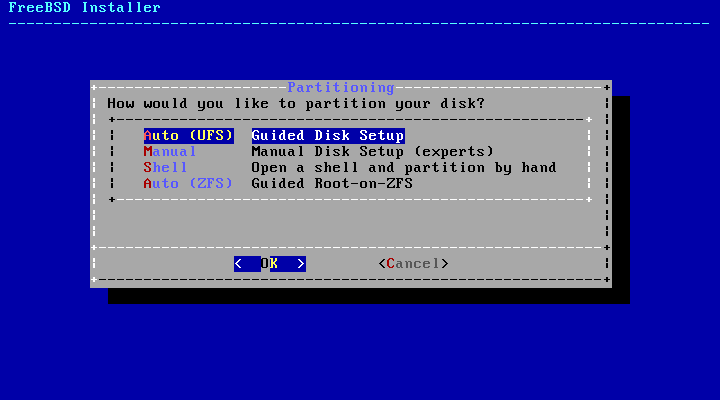 FreeBSD Installer
Partitioning
How would you like to partition your disk?
Auto (UFS) Guided Disk Setup
Manual Manual Disk Setup (experts)
Shell Open a shell and partition by hand
Auto (ZFS) Guided Root-on-ZFS
< OK > <Cancel>